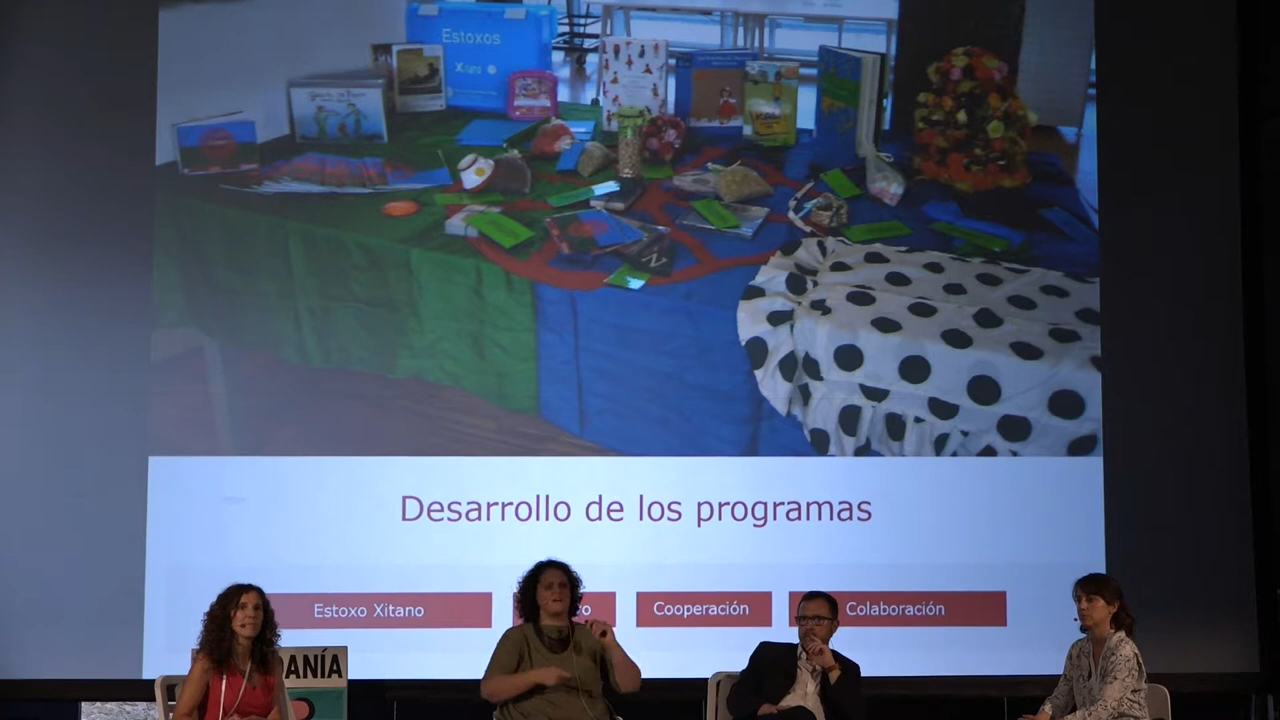 Estoxos
Xitano
N
Desarrollo de los programas
Estoxo Xitano
Cooperación
Colaboración
DANÍA